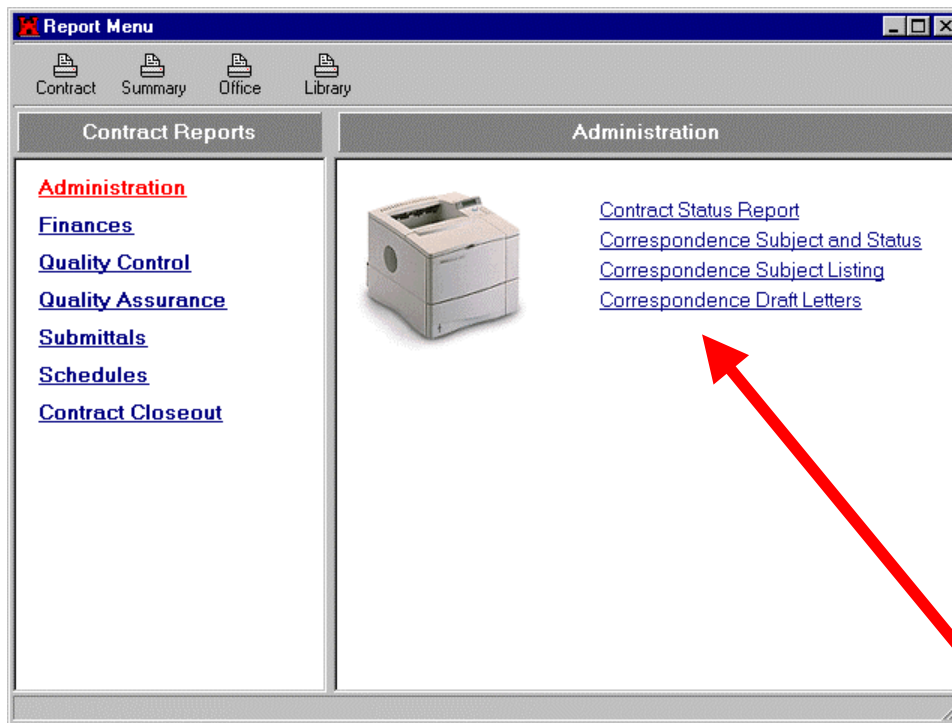 Report Menu
Contract Summary Office Library
Contract Reports
Administration
Administration
Finances
Quality Control
Quality Assurance
Submittals
Schedules
Contract Closeout
Contract Status Report
Correspondence Subject and Status
Correspondence Subject Listing
Correspondence Draft Letters